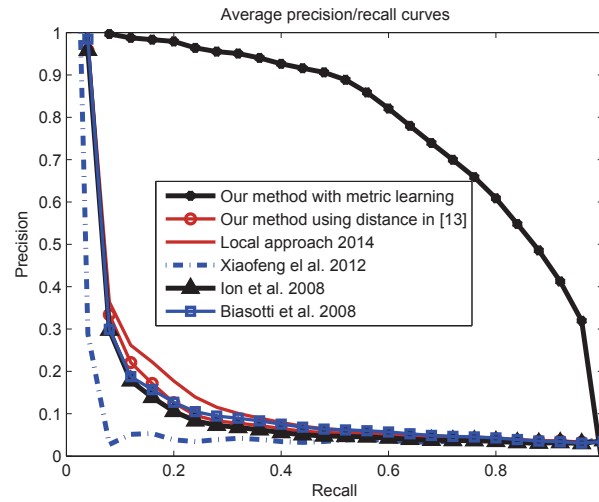 Average precision/recall curves
1
0.9
0.8
0.7
0.6
0.5
0.4
0.3
0.2
0.1
0
Precision
Our method with metric learning
Our method using distance in [13]
Local approach 2014
Xiaofeng el al. 2012
Ion et al. 2008
Biasotti et al. 2008
0 0.2 0.4 0.6 0.8
Recall